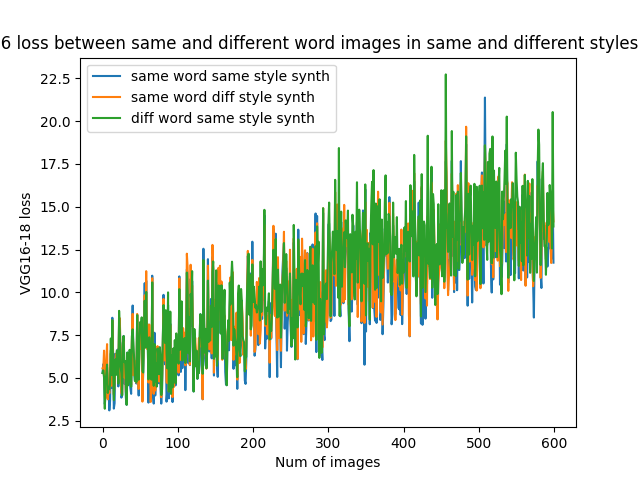 6 loss between same and different word images in same and different styles
same word same style synth
same word diff style synth
diff word same style synth
22.5
20.0
17.5
15.0
12.5
10.0
7.5
5.0
2.5
VGG16-18 loss
0 100 200 300 400 500 600
Num of images